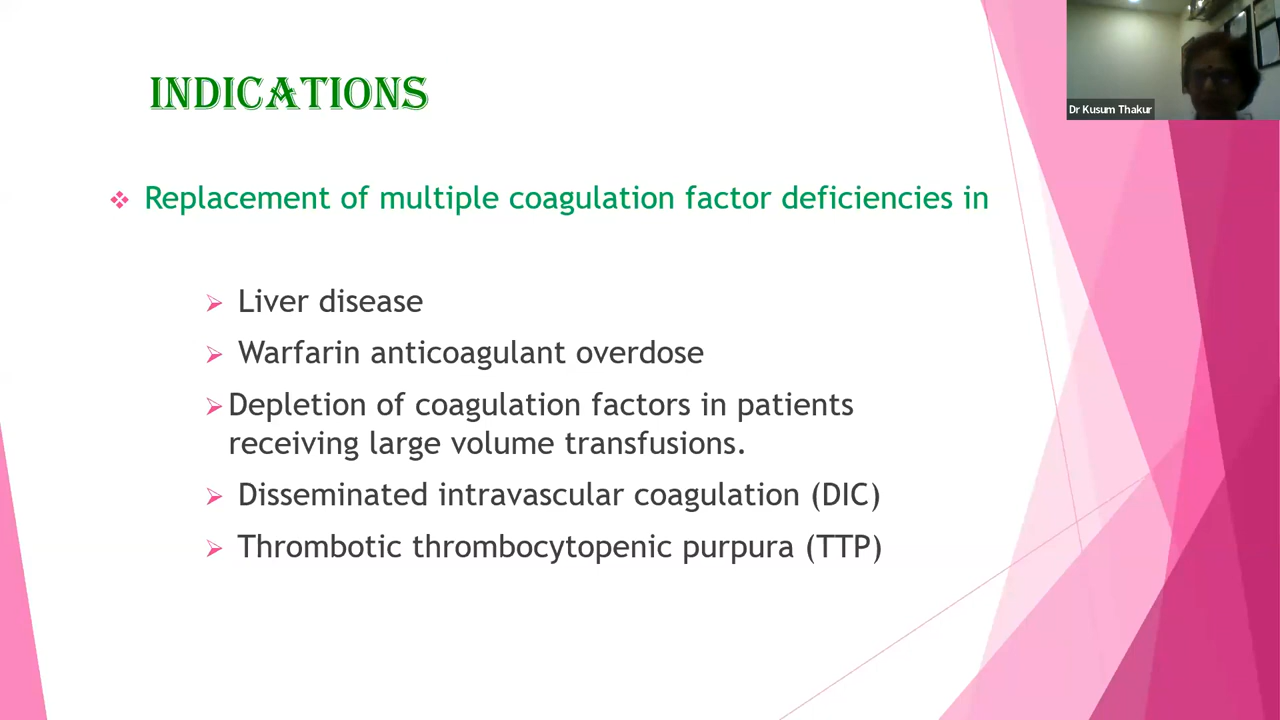 INDICATIONS
Dr Kusum Thakur
Replacement of multiple coagulation factor deficiencies in
Liver disease
Warfarin anticoagulant overdose
Depletion of coagulation factors in patients
receiving large volume transfusions.
Disseminated intravascular coagulation (DIC)
Thrombotic thrombocytopenic purpura (TTP)